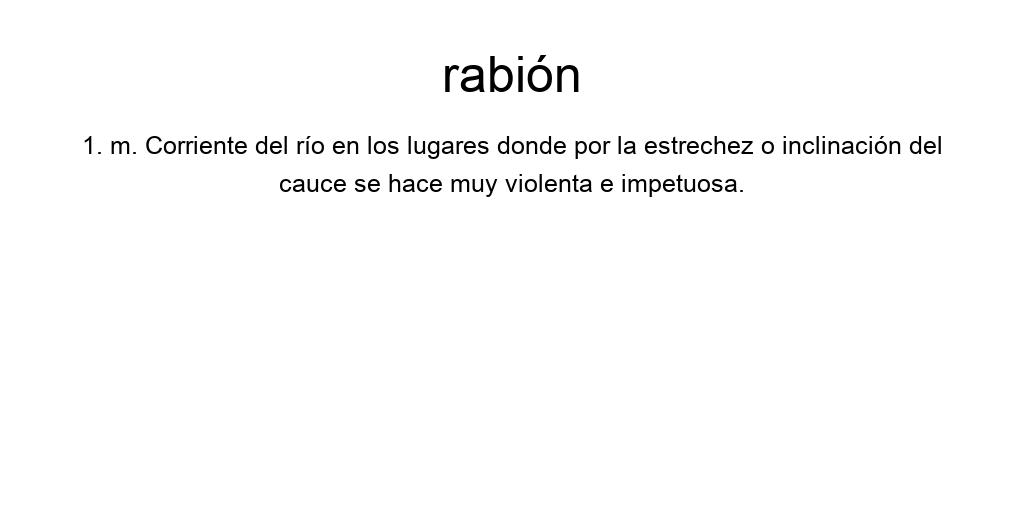 rabión
1. m. Corriente del río en los lugares donde por la estrechez o inclinación del
cauce se hace muy violenta e impetuosa.